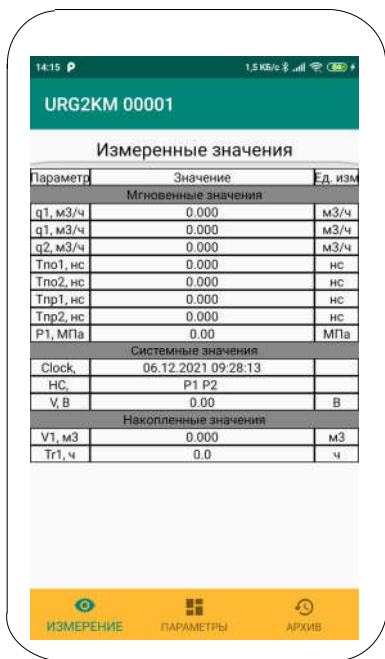 14:15 1,5 КБ/с 66
URG2KM 00001
Измеренные значения
Параметр Значение Ед. изм
Мгновенные значения
q1, м3/ч 0.000 м3/ч
q1, м3/ч 0.000 м3/ч
q2, м3/ч 0.000 м3/ч
Тпо1, нс 0.000 нс
Тпо2, нс 0.000 нс
Тпр1, нс 0.000 нс
Тпр2, нс 0.000 нс
P1, МПа 0.00 МПа
Системные значения
Clock, 06.12.2021 09:28:13
НС, P1 P2
V, В 0.00 В
Накопленные значения
V1, м3 0.000 м3
Tr1, ч 0.0 ч
ИЗМЕРЕНИЕ ПАРАМЕТРЫ АРХИВ